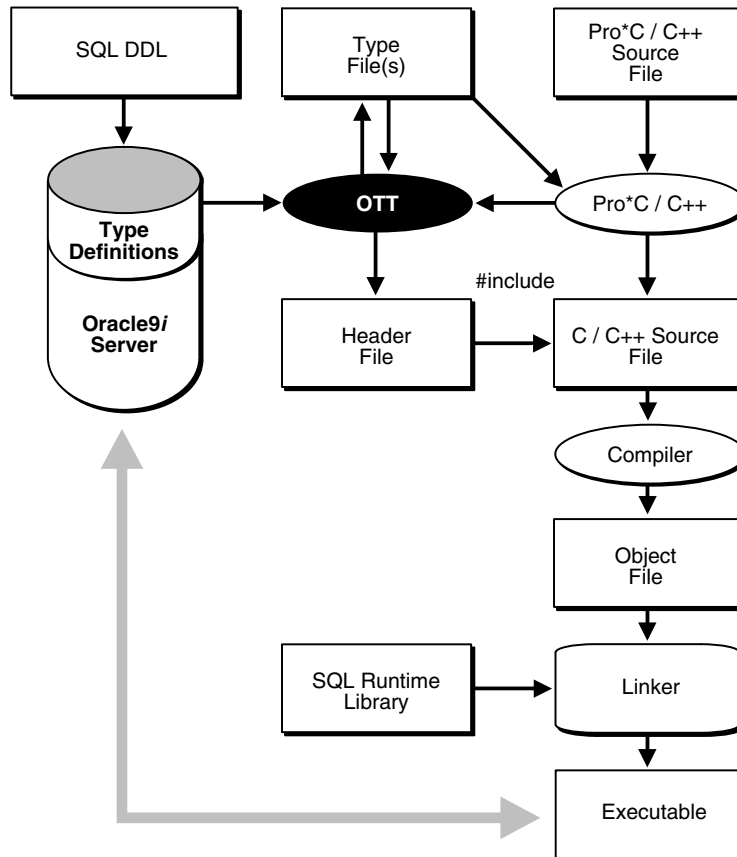 SQL DDL
Type
File(s)
Pro*C / C++
Source
File
Type
Definitions
OTT
Pro*C / C++
#include
Oracle9i
Server
Header
File
C / C++ Source
File
Compiler
Object
File
SQL Runtime
Library
Linker
Executable